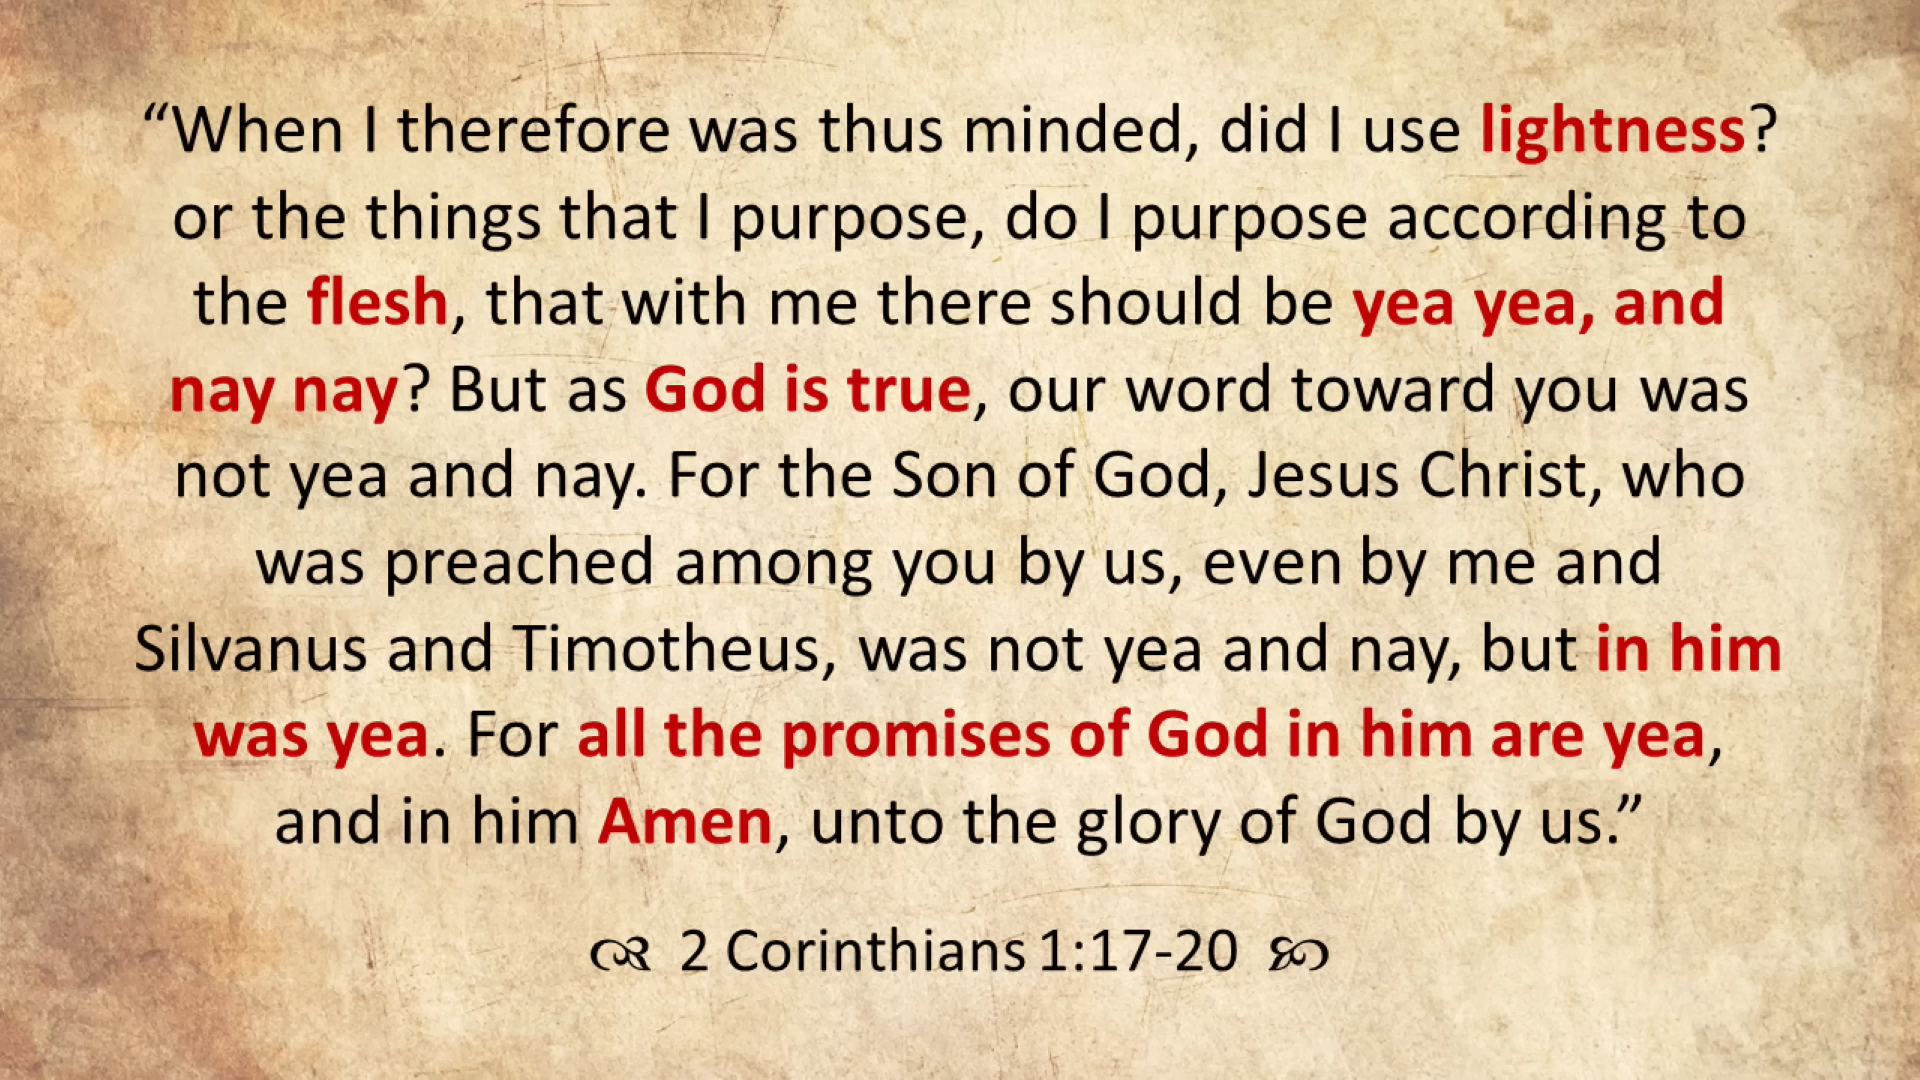 “When I therefore was thus minded, did I use lightness?
or the things that I purpose, do I purpose according to
the flesh, that with me there should be yea yea, and
nay nay? But as God is true, our word toward you was
not yea and nay. For the Son of God, Jesus Christ, who
was preached among you by us, even by me and
Silvanus and Timotheus, was not yea and nay, but in him
was yea. For all the promises of God in him are yea,
and in him Amen, unto the glory of God by us.”
2 Corinthians 1:17-20